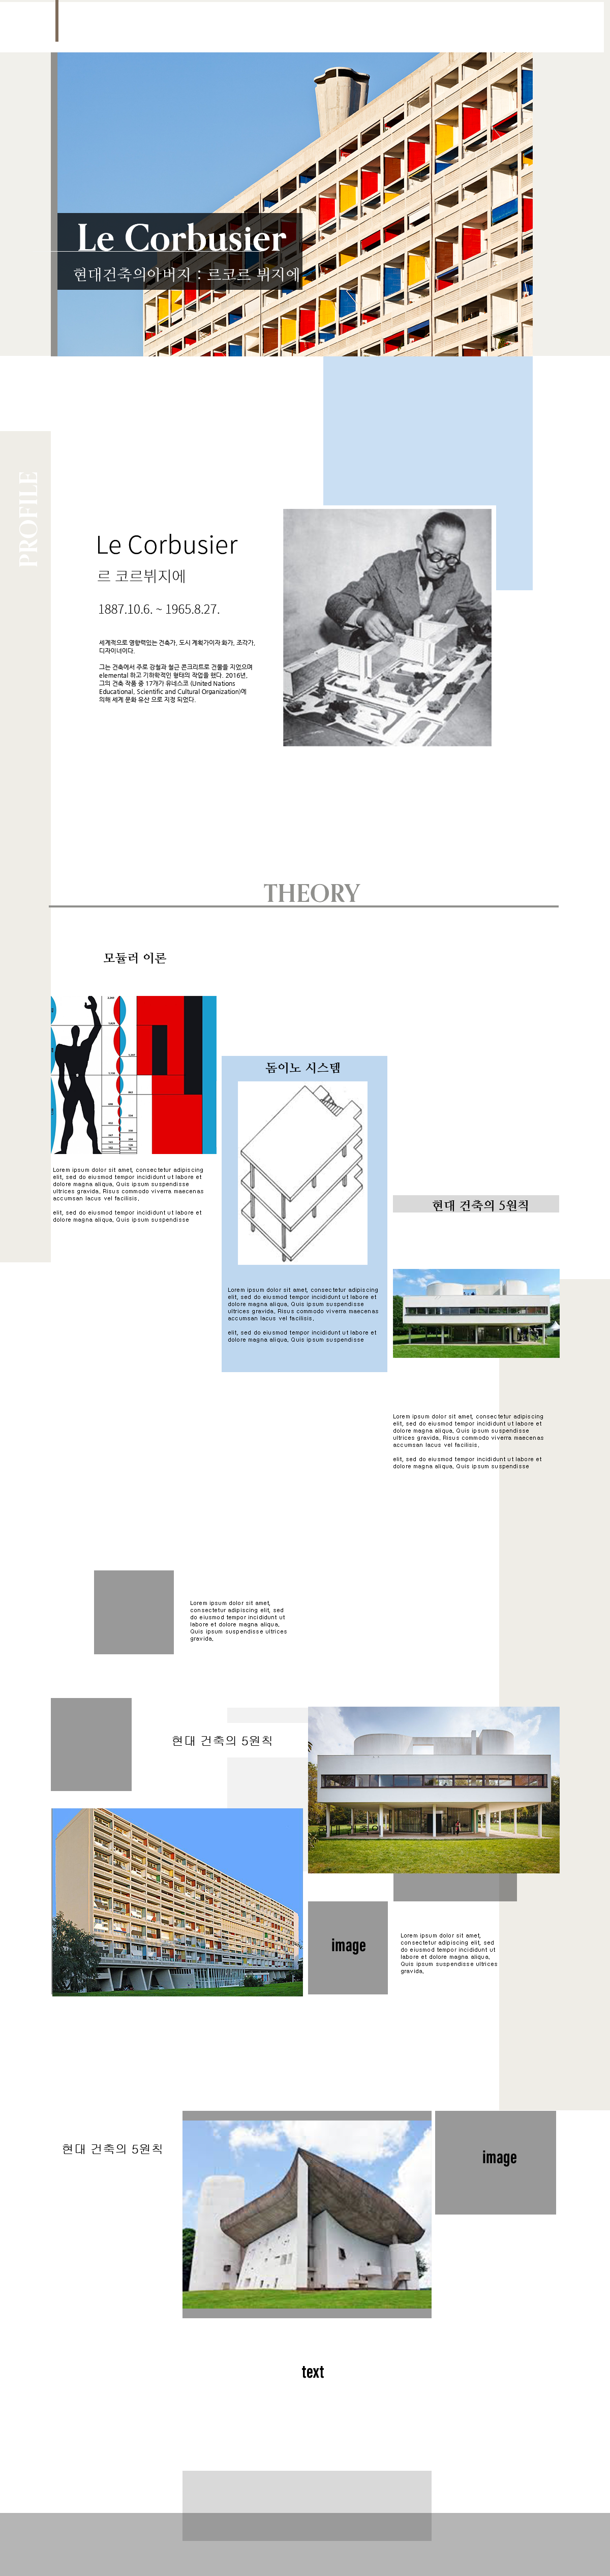 Le Corbusier
현대건축의아버지 : 르코르 뷔지에
PROFILE
Le Corbusier
르 코르뷔지에
1887.10.6. ~ 1965.8.27.
세계적으로 영향력있는 건축가, 도시 계획가이자 화가, 조각가,
디자이너이다.
그는 건축에서 주로 강철과 철근 콘크리트로 건물을 지었으며
elemental 하고 기하학적인 형태의 작업을 했다. 2016년,
그의 건축 작품 중 17개가 유네스코 (United Nations
Educational, Scientific and Cultural Organization)에
의해 세계 문화 유산 으로 지정 되었다.
THEORY
모듈러 이론
Lorem ipsum dolor sit amet, consectetur adipiscing
elit, sed do eiusmod tempor incididunt ut labore et
dolore magna aliqua. Quis ipsum suspendisse
ultrices gravida. Risus commodo viverra maecenas
accumsan lacus vel facilisis.
elit, sed do eiusmod tempor incididunt ut labore et
dolore magna aliqua. Quis ipsum suspendisse
돔이노 시스템
Lorem ipsum dolor sit amet, consectetur adipiscing
elit, sed do eiusmod tempor incididunt ut labore et
dolore magna aliqua. Quis ipsum suspendisse
ultrices gravida. Risus commodo viverra maecenas
accumsan lacus vel facilisis.
elit, sed do eiusmod tempor incididunt ut labore et
dolore magna aliqua. Quis ipsum suspendisse
현대 건축의 5원칙
Lorem ipsum dolor sit amet, consectetur adipiscing
elit, sed do eiusmod tempor incididunt ut labore et
dolore magna aliqua. Quis ipsum suspendisse
ultrices gravida. Risus commodo viverra maecenas
accumsan lacus vel facilisis.
elit, sed do eiusmod tempor incididunt ut labore et
dolore magna aliqua. Quis ipsum suspendisse
Lorem ipsum dolor sit amet,
consectetur adipiscing elit, sed
do eiusmod tempor incididunt ut
labore et dolore magna aliqua.
Quis ipsum suspendisse ultrices
gravida.
현대 건축의 5원칙
현대 건축의
image
Lorem ipsum dolor sit amet,
consectetur adipiscing elit, sed
do eiusmod tempor incididunt ut
labore et dolore magna aliqua.
Quis ipsum suspendisse ultrices
gravida.
현대 건축의 5원칙
image
text